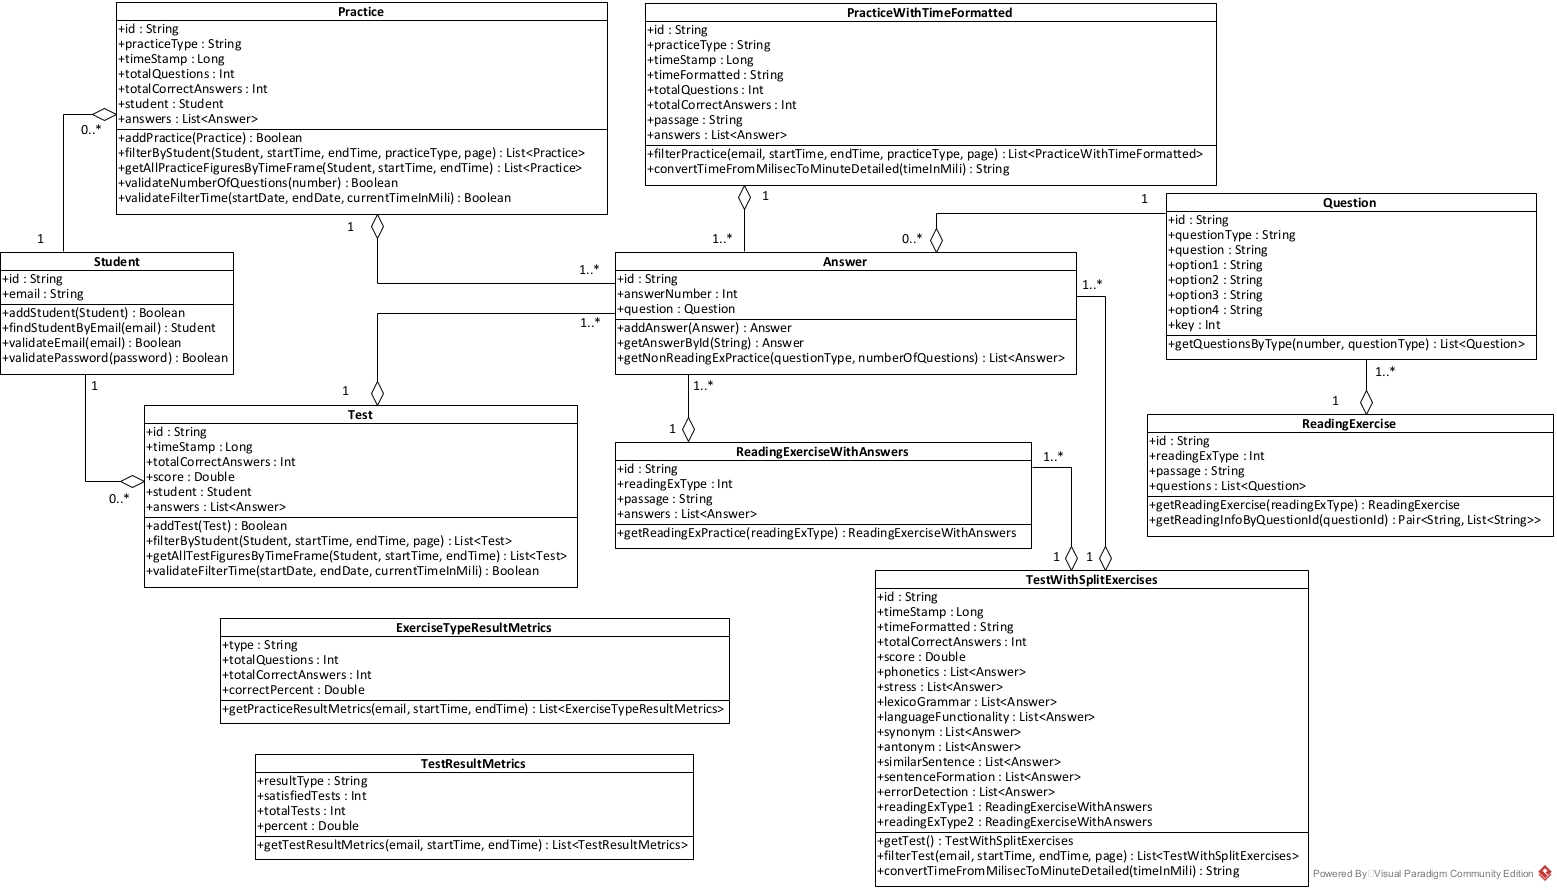 Practice
+id : String
+practiceType : String
+timeStamp : Long
+totalQuestions : Int
+totalCorrectAnswers : Int
+student : Student
+answers : List<Answer>
+addPractice(Practice) : Boolean
+filterByStudent(Student, startTime, endTime, practiceType, page) : List<Practice>
+getAllPracticeFiguresByTimeFrame(Student, startTime, endTime) : List<Practice>
+validateNumberOfQuestions(number) : Boolean
+validateFilterTime(startDate, endDate, currentTimeInMili) : Boolean
PracticeWithTimeFormatted
+id : String
+practiceType : String
+timeStamp : Long
+timeFormatted : String
+totalQuestions : Int
+totalCorrectAnswers : Int
+passage : String
+answers : List<Answer>
+filterPractice(email, startTime, endTime, practiceType, page) : List<PracticeWithTimeFormatted>
+convertTimeFromMilisecToMinuteDetailed(timeInMili) : String
0..*
1
1
1..*
1
1..*
0..*
1
Question
+id : String
+questionType : String
+question : String
+option1 : String
+option2 : String
+option3 : String
+option4 : String
+key : Int
+getQuestionsByType(number, questionType) : List<Question>
Student
+id : String
+email : String
+addStudent(Student) : Boolean
+findStudentByEmail(email) : Student
+validateEmail(email) : Boolean
+validatePassword(password) : Boolean
Answer
+id : String
+answerNumber : Int
+question : Question
+addAnswer(Answer) : Answer
+getAnswerById(String) : Answer
+getNonReadingExPractice(questionType, numberOfQuestions) : List<Answer>
1..*
1..*
1
1
0..*
1..*
1
1..*
1
Test
+id : String
+timeStamp : Long
+totalCorrectAnswers : Int
+score : Double
+student : Student
+answers : List<Answer>
+addTest(Test) : Boolean
+filterByStudent(Student, startTime, endTime, page) : List<Test>
+getAllTestFiguresByTimeFrame(Student, startTime, endTime) : List<Test>
+validateFilterTime(startDate, endDate, currentTimeInMili) : Boolean
ReadingExerciseWithAnswers
+id : String
+readingExType : Int
+passage : String
+answers : List<Answer>
+getReadingExPractice(readingExType) : ReadingExerciseWithAnswers
1..*
1
1
ReadingExercise
+id : String
+readingExType : Int
+passage : String
+questions : List<Question>
+getReadingExercise(readingExType) : ReadingExercise
+getReadingInfoByQuestionId(questionId) : Pair<String, List<String>>
ExerciseTypeResultMetrics
+type : String
+totalQuestions : Int
+totalCorrectAnswers : Int
+correctPercent : Double
+getPracticeResultMetrics(email, startTime, endTime) : List<ExerciseTypeResultMetrics>
TestResultMetrics
+resultType : String
+satisfiedTests : Int
+totalTests : Int
+percent : Double
+getTestResultMetrics(email, startTime, endTime) : List<TestResultMetrics>
TestWithSplitExercises
+id : String
+timeStamp : Long
+timeFormatted : String
+totalCorrectAnswers : Int
+score : Double
+phonetics : List<Answer>
+stress : List<Answer>
+lexicoGrammar : List<Answer>
+languageFunctionality : List<Answer>
+synonym : List<Answer>
+antonym : List<Answer>
+similarSentence : List<Answer>
+sentenceFormation : List<Answer>
+errorDetection : List<Answer>
+readingExType1 : ReadingExerciseWithAnswers
+readingExType2 : ReadingExerciseWithAnswers
+getTest() : TestWithSplitExercises
+filterTest(email, startTime, endTime, page) : List<TestWithSplitExercises>
+convertTimeFromMilisecToMinuteDetailed(timeInMili) : String
Powered By Visual Paradigm Community Edition